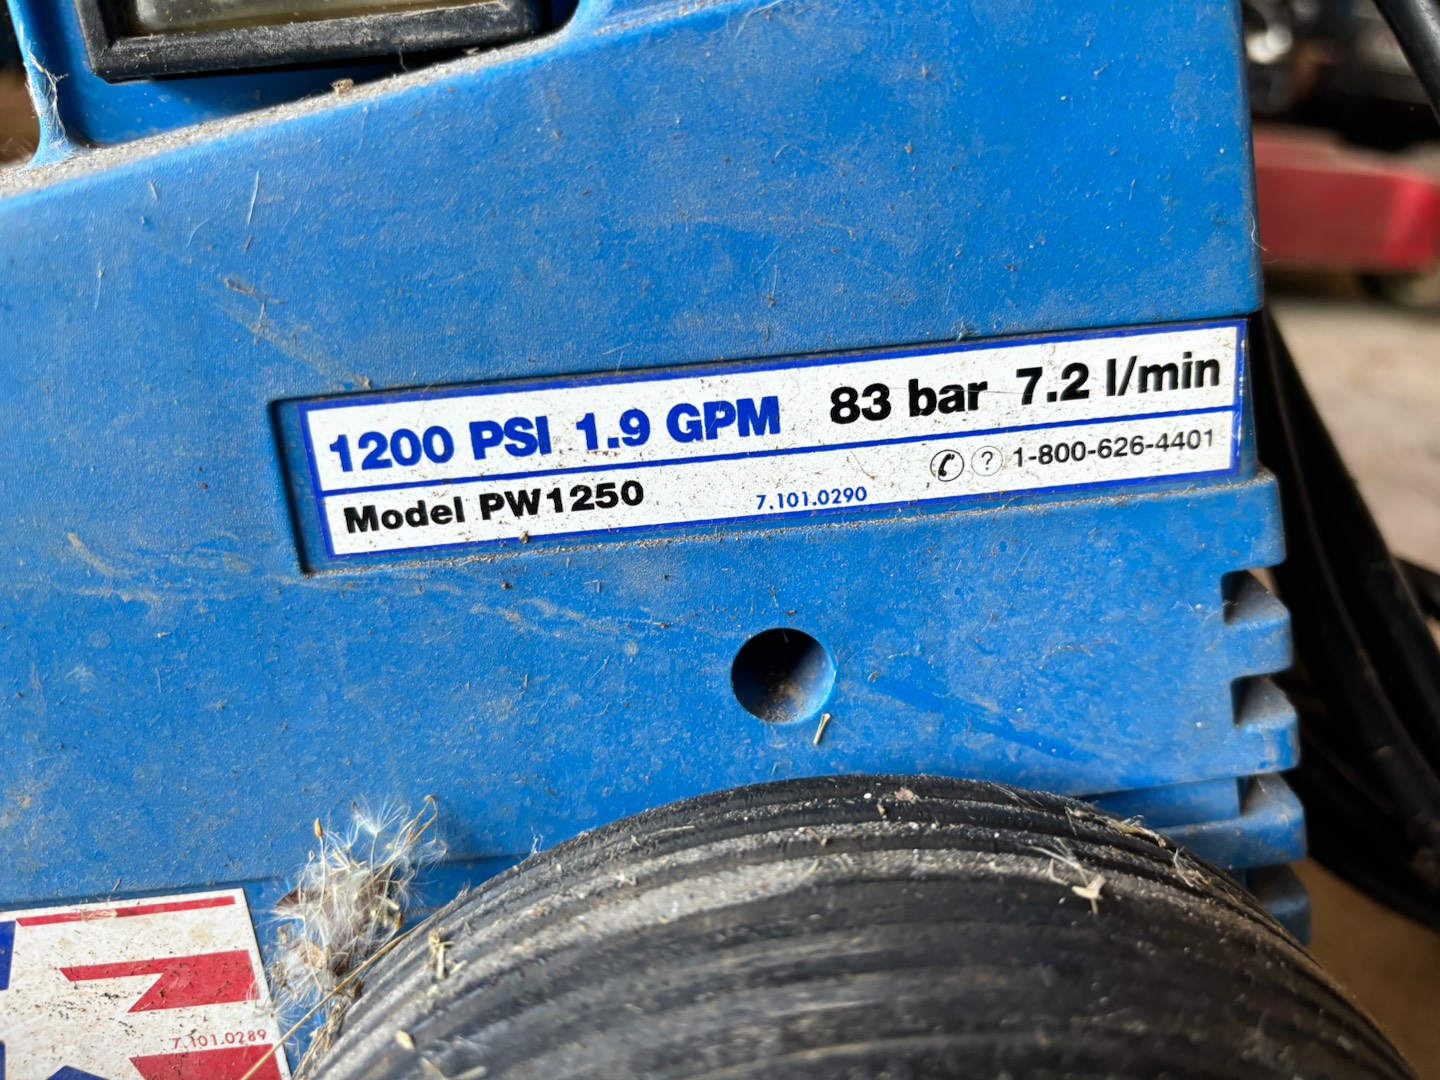 1200 PSI 1.9 GPM 83 bar 7.2 l/min
Model PW1250 7.101.0290 ? 1-800-626-4401
7.101.0289